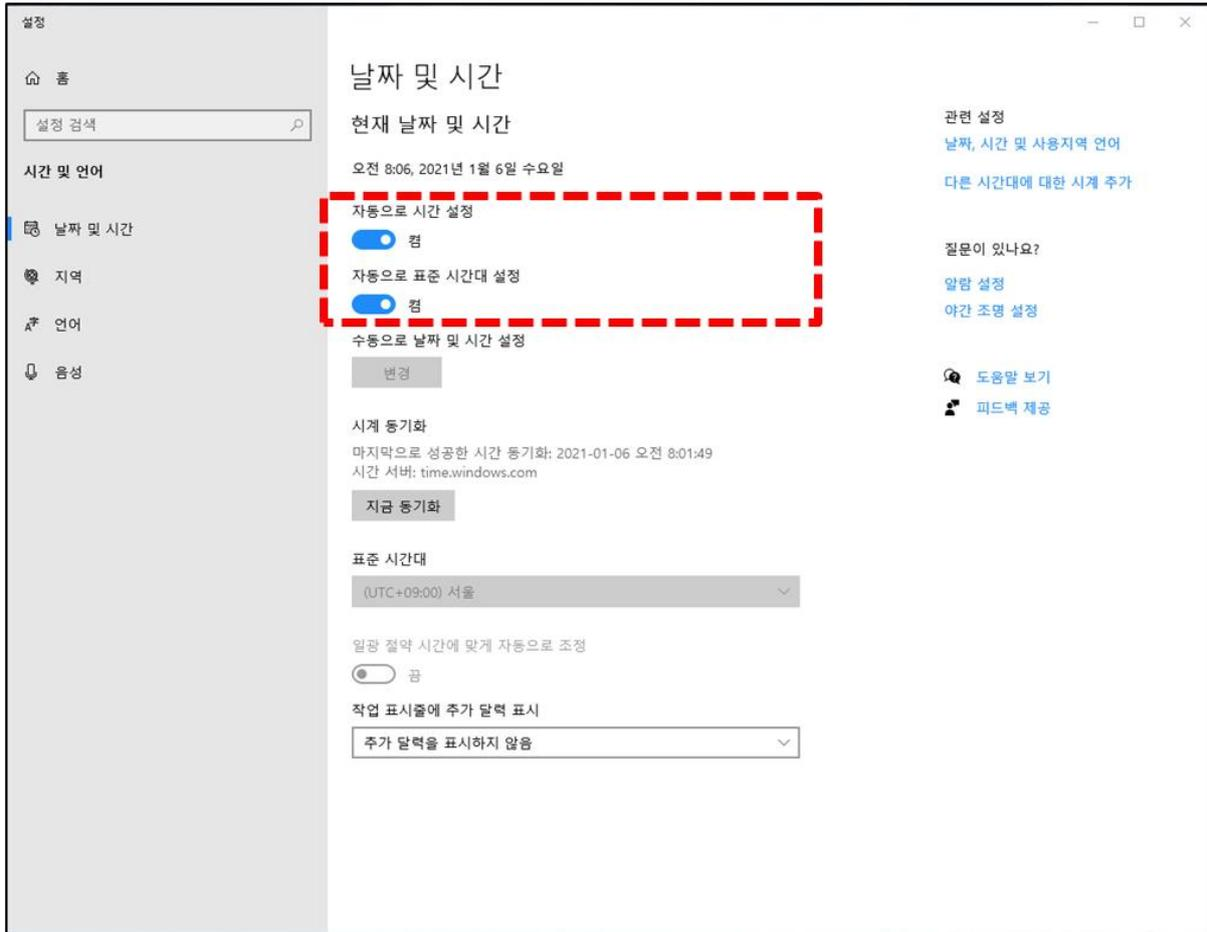 설정
홈
설정 검색
시간 및 언어
날짜 및 시간
지역
언어
음성
날짜 및 시간
현재 날짜 및 시간
오전 8:06, 2021년 1월 6일 수요일
자동으로 시간 설정
켬
자동으로 표준 시간대 설정
켬
수동으로 날짜 및 시간 설정
변경
시계 동기화
마지막으로 성공한 시간 동기화: 2021-01-06 오전 8:01:49
시간 서버: time.windows.com
지금 동기화
표준 시간대
(UTC+09:00) 서울
일광 절약 시간에 맞게 자동으로 조정
끔
작업 표시줄에 추가 달력 표시
추가 달력을 표시하지 않음
관련 설정
날짜, 시간 및 사용지역 언어
다른 시간대에 대한 시계 추가
질문이 있나요?
알람 설정
야간 조명 설정
도움말 보기
피드백 제공